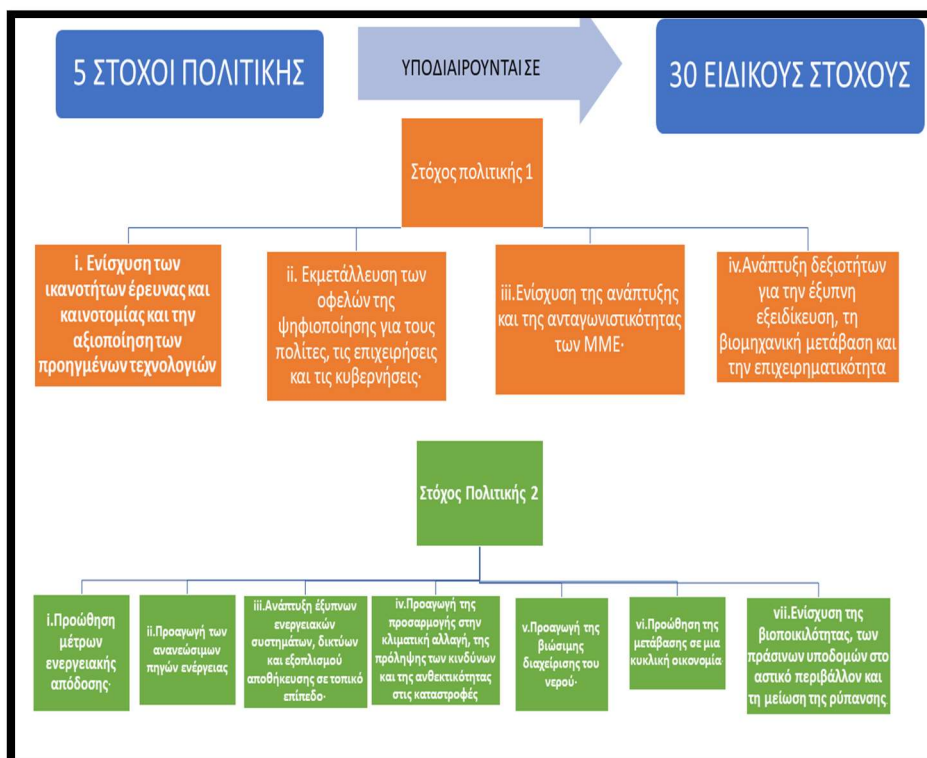 5 ΣΤΟΧΟΙ ΠΟΛΙΤΙΚΗΣ
ΥΠΟΔΙΑΙΡΟΥΝΤΑΙ ΣΕ
30 ΕΙΔΙΚΟΥΣ ΣΤΟΧΟΥΣ
Στόχος πολιτικής 1
i. Ενίσχυση των
ικανοτήτων έρευνας και
καινοτομίας και την
αξιοποίηση των
προηγμένων τεχνολογιών
ii. Εκμετάλλευση των
οφελών της
ψηφιοποίησης για τους
πολίτες, τις επιχειρήσεις
και τις κυβερνήσεις·
iii.Ενίσχυση της ανάπτυξης
και της ανταγωνιστικότητας
των ΜΜΕ·
iv.Ανάπτυξη δεξιοτήτων
για την έξυπνη
εξειδίκευση, τη
βιομηχανική μετάβαση και
την επιχειρηματικότητα
Στόχος Πολιτικής 2
i.Προώθηση
μέτρων
ενεργειακής
απόδοσης·
ii.Προαγωγή των
ανανεώσιμων
πηγών ενέργειας
iii.Ανάπτυξη έξυπνων
ενεργειακών
συστημάτων, δικτύων
και εξοπλισμού
αποθήκευσης σε τοπικό
επίπεδο·
iv.Προαγωγή της
προσαρμογής στην
κλιματική αλλαγή, της
πρόληψης των κινδύνων
και της ανθεκτικότητας
στις καταστροφές
v.Προαγωγή της
βιώσιμης
διαχείρισης του
νερού·
vi.Προώθηση της
μετάβασης σε μια
κυκλική οικονομία·
vii.Ενίσχυση της
βιοποικιλότητας, των
πράσινων υποδομών στο
αστικό περιβάλλον και
τη μείωση της ρύπανσης